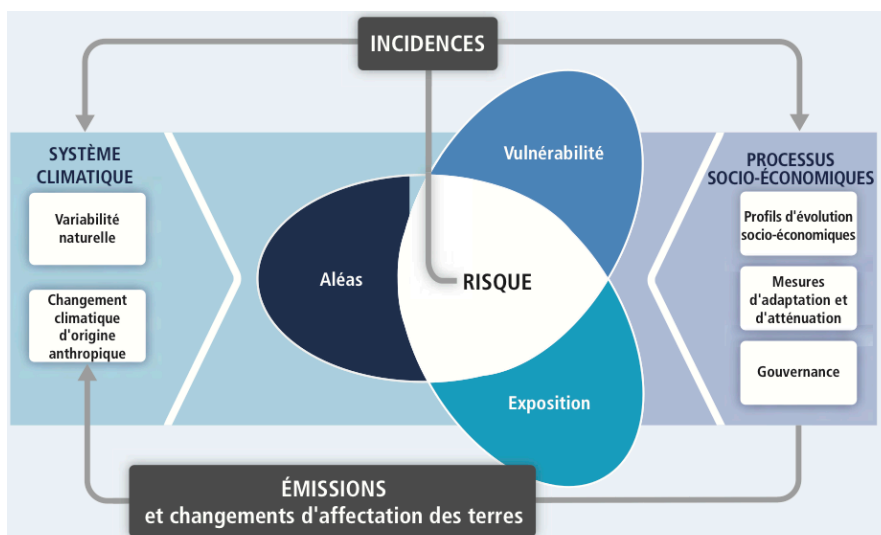 INCIDENCES
SYSTÈME
CLIMATIQUE
Variabilité
naturelle
Changement
climatique
d'origine
anthropique
Vulnérabilité
Aléas
RISQUE
Exposition
PROCESSUS
SOCIO-ÉCONOMIQUES
Profils d'évolution
socio-économiques
Mesures
d'adaptation et
d'atténuation
Gouvernance
ÉMISSIONS
et changements d'affectation des terres